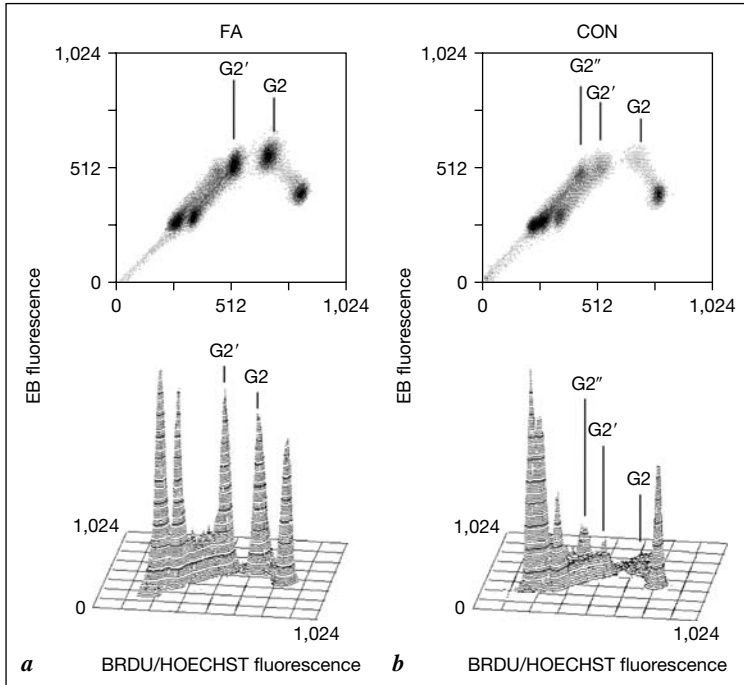 FA
CON
1,024
512
0
G2′
G2
0
512
1,024
1,024
512
0
G2″
G2′
G2
0
512
1,024
EB fluorescence
EB fluorescence
G2′
G2
1,024
0
1,024
G2″
G2′
G2
1,024
0
1,024
a
BRDU/HOECHST fluorescence
b
BRDU/HOECHST fluorescence